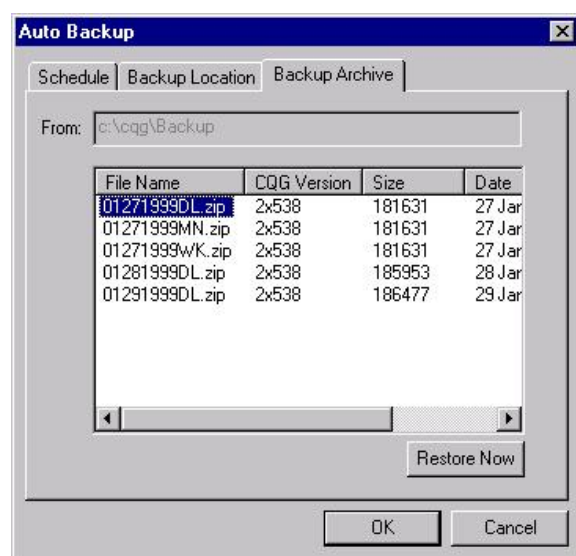 Auto Backup
Schedule Backup Location Backup Archive
From: c:\cqg\Backup
File Name CQG Version Size Date
01271999DL.zip 2x538 181631 27 Jar
01271999MN.zip 2x538 181631 27 Jar
01271999WK.zip 2x538 181631 27 Jar
01281999DL.zip 2x538 185953 28 Jar
01291999DL.zip 2x538 186477 29 Jar
Restore Now
OK Cancel